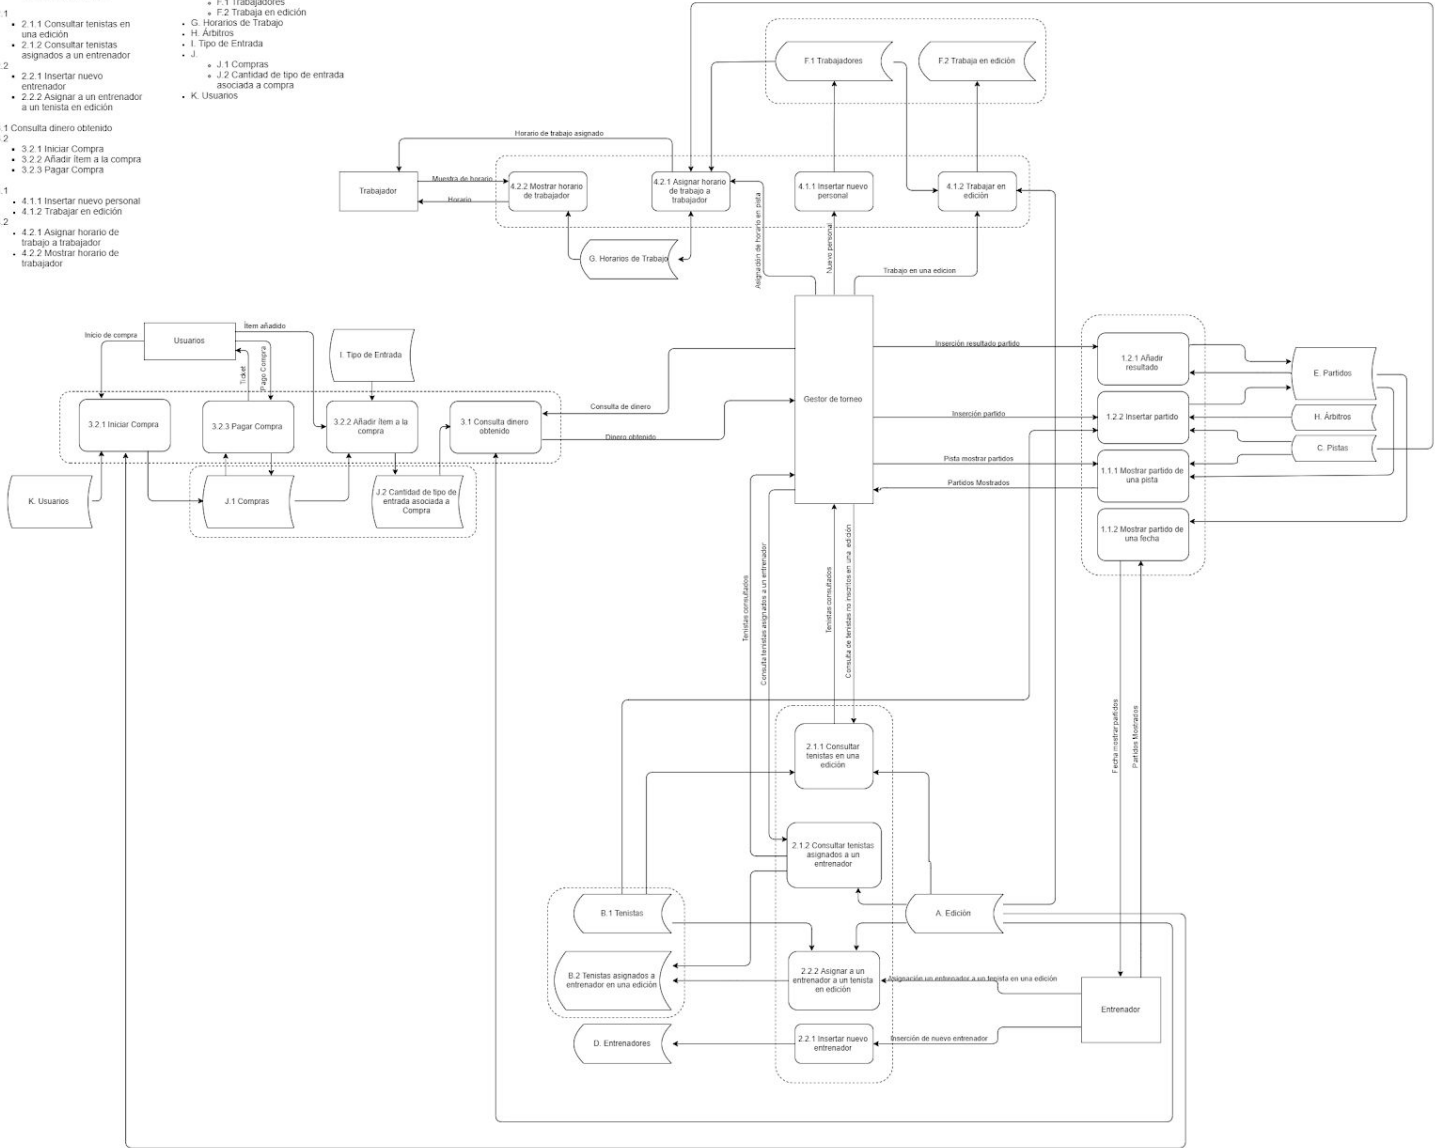 .1
2.1.1 Consultar tenistas en
una edición
2.1.2 Consultar tenistas
asignados a un entrenador
.2
2.2.1 Insertar nuevo
entrenador
2.2.2 Asignar a un entrenador
a un tenista en edición
.1 Consulta dinero obtenido
.2
3.2.1 Iniciar Compra
3.2.2 Añadir ítem a la compra
3.2.3 Pagar Compra
.1
4.1.1 Insertar nuevo personal
4.1.2 Trabajar en edición
.2
4.2.1 Asignar horario de
trabajo a trabajador
4.2.2 Mostrar horario de
trabajador
F.1 Trabajadores
F.2 Trabaja en edición
G. Horarios de Trabajo
H. Árbitros
I. Tipo de Entrada
J.
J.1 Compras
J.2 Cantidad de tipo de entrada
asociada a compra
K. Usuarios
F.1 Trabajadores
F.2 Trabaja en edición
Horario de trabajo asignado
Trabajador
Muestra de horario
Horario
4.2.2 Mostrar horario
de trabajador
4.2.1 Asignar horario
de trabajo a
trabajador
4.1.1 Insertar nuevo
personal
4.1.2 Trabajar en
edición
G. Horarios de Trabajo
Asignación de horario en pista
Nuevo personal
Trabajo en una edicion
Inicio de compra
Usuarios
Ítem añadido
Ticket
Pago Compra
I. Tipo de Entrada
Gestor de torneo
Inserción resultado partido
1.2.1 Añadir
resultado
E. Partidos
3.2.1 Iniciar Compra
3.2.3 Pagar Compra
3.2.2 Añadir ítem a la
compra
3.1 Consulta dinero
obtenido
Consulta de dinero
Dinero obtenido
Inserción partido
1.2.2 Insertar partido
H. Árbitros
C. Pistas
Pista mostrar partidos
Partidos Mostrados
1.1.1 Mostrar partido de
una pista
1.1.2 Mostrar partido de
una fecha
K. Usuarios
J.1 Compras
J.2 Cantidad de tipo de
entrada asociada a
Compra
Tenistas consultados
Consulta tenistas asignados a un entrenador
Tenistas consultados
Consulta de tenistas no inscritos en una edición
Fecha mostrar partidos
Partidos Mostrados
2.1.1 Consultar
tenistas en una
edición
2.1.2 Consultar tenistas
asignados a un
entrenador
B.1 Tenistas
A. Edición
B.2 Tenistas asignados a
entrenador en una edición
2.2.2 Asignar a un
entrenador a un tenista
en edición
Asignación un entrenador a un tenista en una edición
Entrenador
D. Entrenadores
2.2.1 Insertar nuevo
entrenador
Inserción de nuevo entrenador